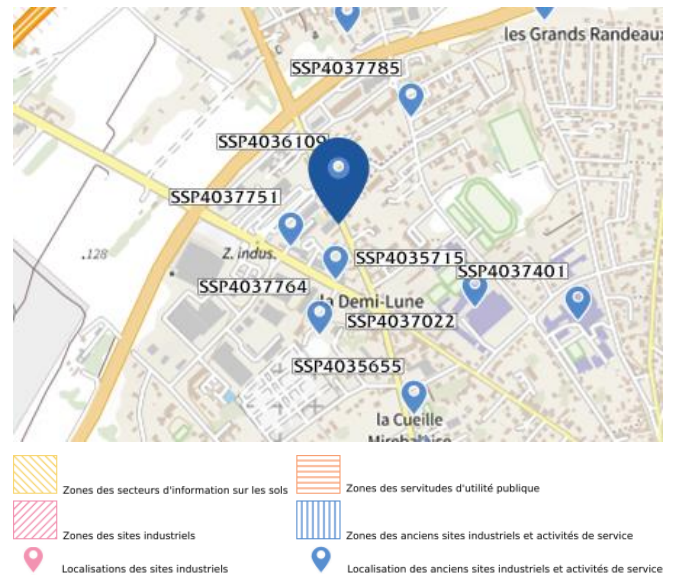 les Grands Randeaux
SSP4037785
SSP4036109
SSP4037751
.128
Z. indus.
SSP4035715
SSP4037401
SSP4037764
la Demi-Lune
SSP4037022
SSP4035655
la Cueille
Mirebalaise
Zones des secteurs d'information sur les sols
Zones des servitudes d'utilité publique
Zones des sites industriels
Zones des anciens sites industriels et activités de service
Localisations des sites industriels
Localisation des anciens sites industriels et activités de service